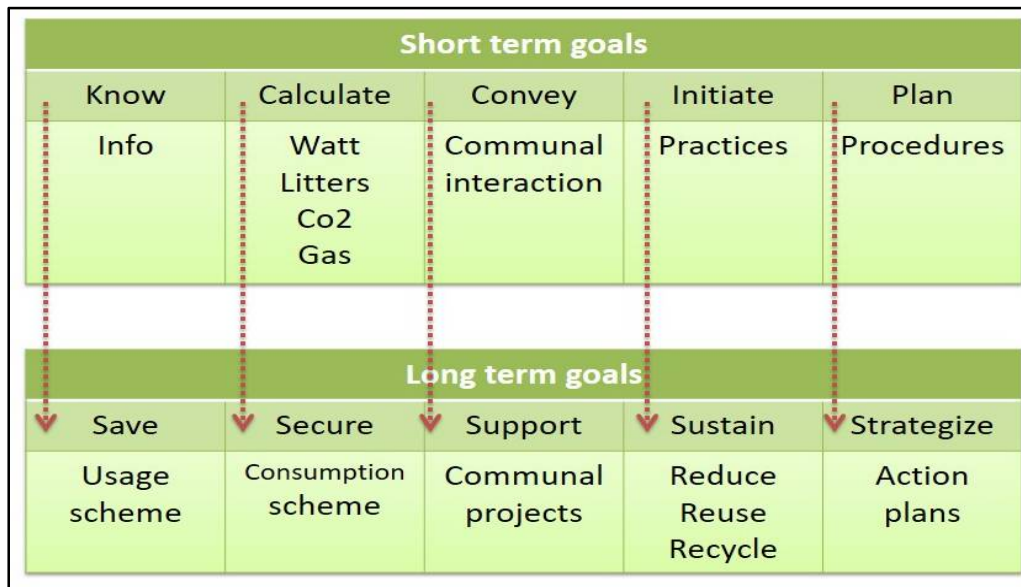 Short term goals
Know Calculate Convey Initiate Plan
Info Watt Communal Practices Procedures
Litters interaction
Co2
Gas
Long term goals
Save Secure Support Sustain Strategize
Usage Consumption Communal Reduce Action
scheme scheme projects Reuse plans
Recycle